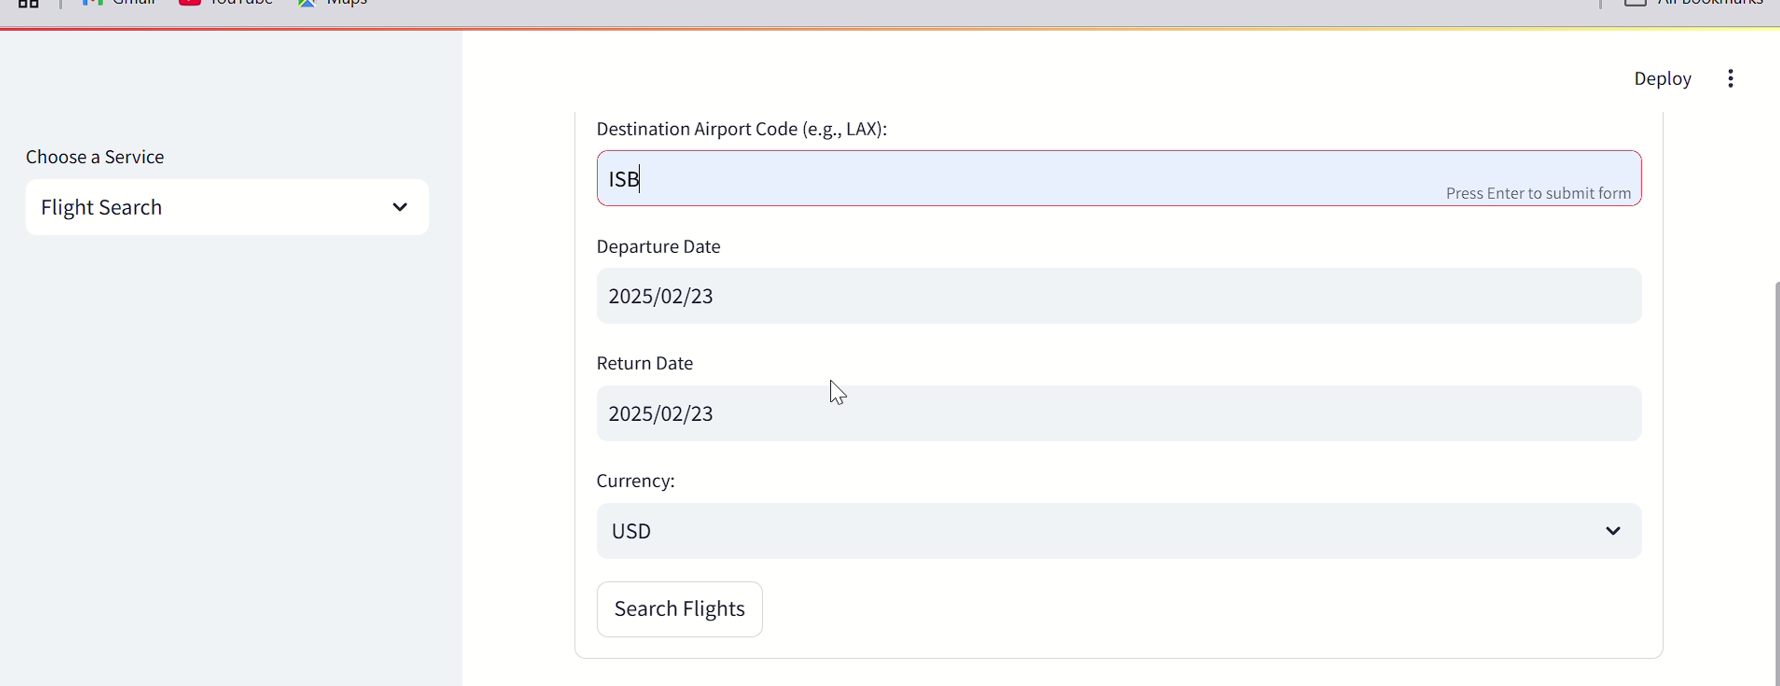 Gmail YouTube Maps All Bookmarks
Deploy
Choose a Service
Flight Search
Destination Airport Code (e.g., LAX):
ISB
Press Enter to submit form
Departure Date
2025/02/23
Return Date
2025/02/23
Currency:
USD
Search Flights